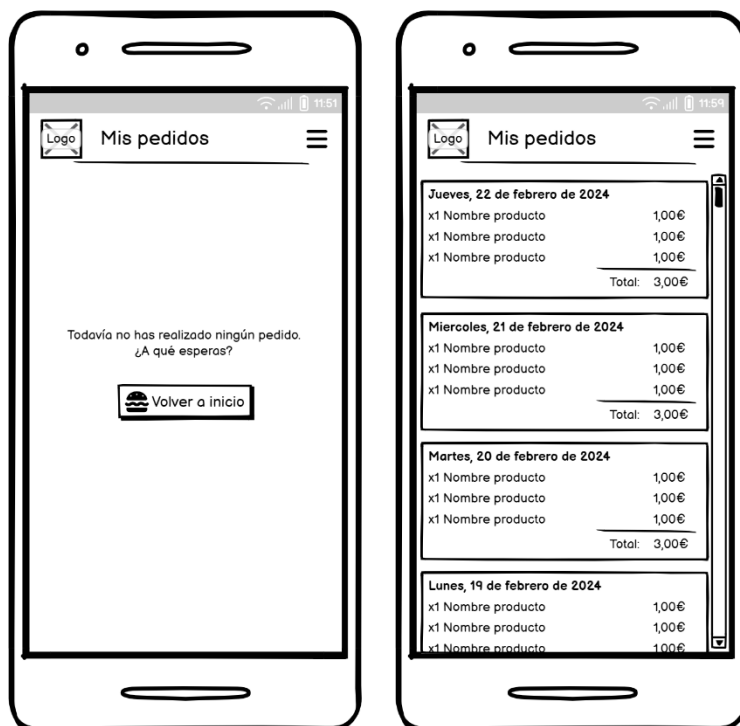 11:51
Logo
Mis pedidos
Todavía no has realizado ningún pedido.
¿A qué esperas?
Volver a inicio
11:59
Logo
Mis pedidos
Jueves, 22 de febrero de 2024
x1 Nombre producto 1,00€
x1 Nombre producto 1,00€
x1 Nombre producto 1,00€
Total: 3,00€
Miercoles, 21 de febrero de 2024
x1 Nombre producto 1,00€
x1 Nombre producto 1,00€
x1 Nombre producto 1,00€
Total: 3,00€
Martes, 20 de febrero de 2024
x1 Nombre producto 1,00€
x1 Nombre producto 1,00€
x1 Nombre producto 1,00€
Total: 3,00€
Lunes, 19 de febrero de 2024
x1 Nombre producto 1,00€
x1 Nombre producto 1,00€
x1 Nombre producto 1,00€